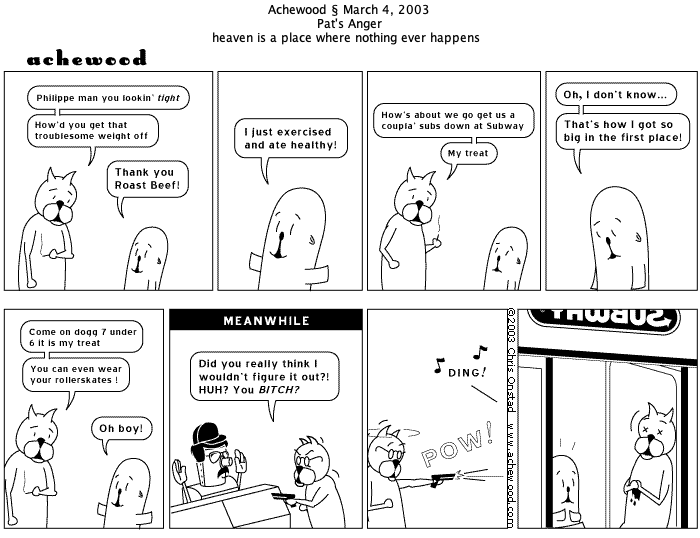 Achewood § March 4, 2003
Pat's Anger
heaven is a place where nothing ever happens
achewood
Philippe man you lookin' tight
How'd you get that
troublesome weight off
Thank you
Roast Beef!
I just exercised
and ate healthy!
How's about we go get us a
coupla' subs down at Subway
My treat
Oh, I don't know...
That's how I got so
big in the first place!
Come on dogg 7 under
6 it is my treat
You can even wear
your rollerskates !
Oh boy!
MEANWHILE
Did you really think I
wouldn't figure it out?!
HUH? You BITCH?
DING!
POW!
©2003 Chris Onstad www.achewood.com
SUBWAY